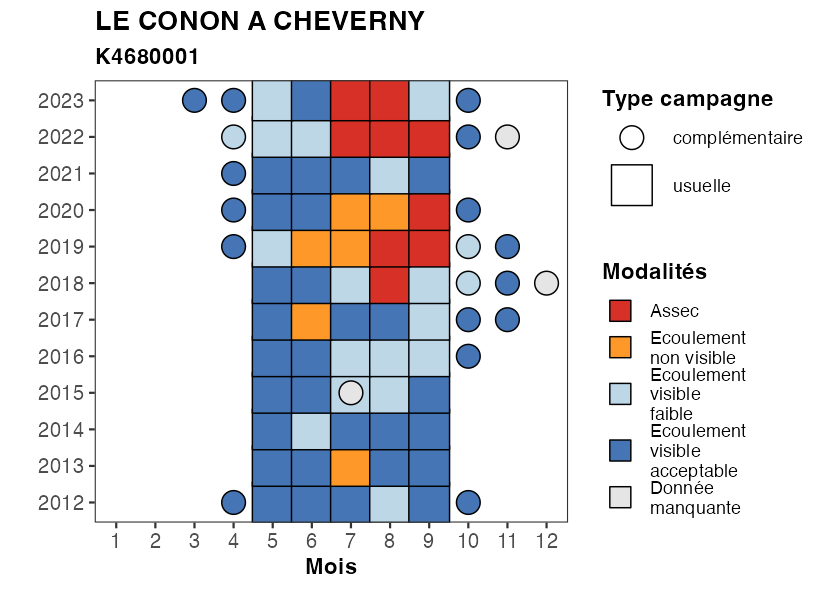 LE CONON A CHEVERNY
K4680001
2023
2022
2021
2020
2019
2018
2017
2016
2015
2014
2013
2012
1 2 3 4 5 6 7 8 9 10 11 12
Mois
Type campagne
complémentaire
usuelle
Modalités
Assec
Ecoulement
non visible
Ecoulement
visible
faible
Ecoulement
visible
acceptable
Donnée
manquante